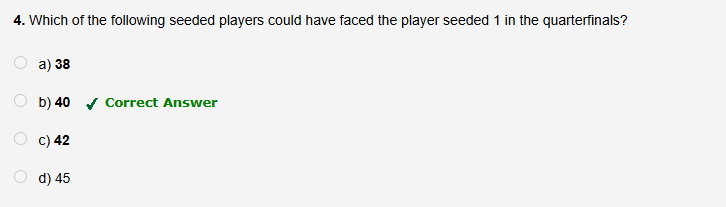 4. Which of the following seeded players could have faced the player seeded 1 in the quarterfinals?
a) 38
b) 40 ✓ Correct Answer
c) 42
d) 45